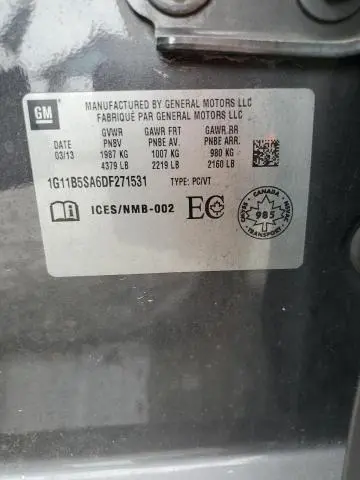 GM
MANUFACTURED BY GENERAL MOTORS LLC
FABRIQUÉ PAR GENERAL MOTORS LLC
GVWR GAWR FRT GAWR RR
DATE PNBV PNBE AV. PNBE ARR.
03/13 1987 KG 1007 KG 980 KG
4379 LB 2219 LB 2160 LB
1G11B5SA6DF271531 TYPE: PC/VT
i ICES/NMB-002 EC
CANADA
985
TRANSPORT